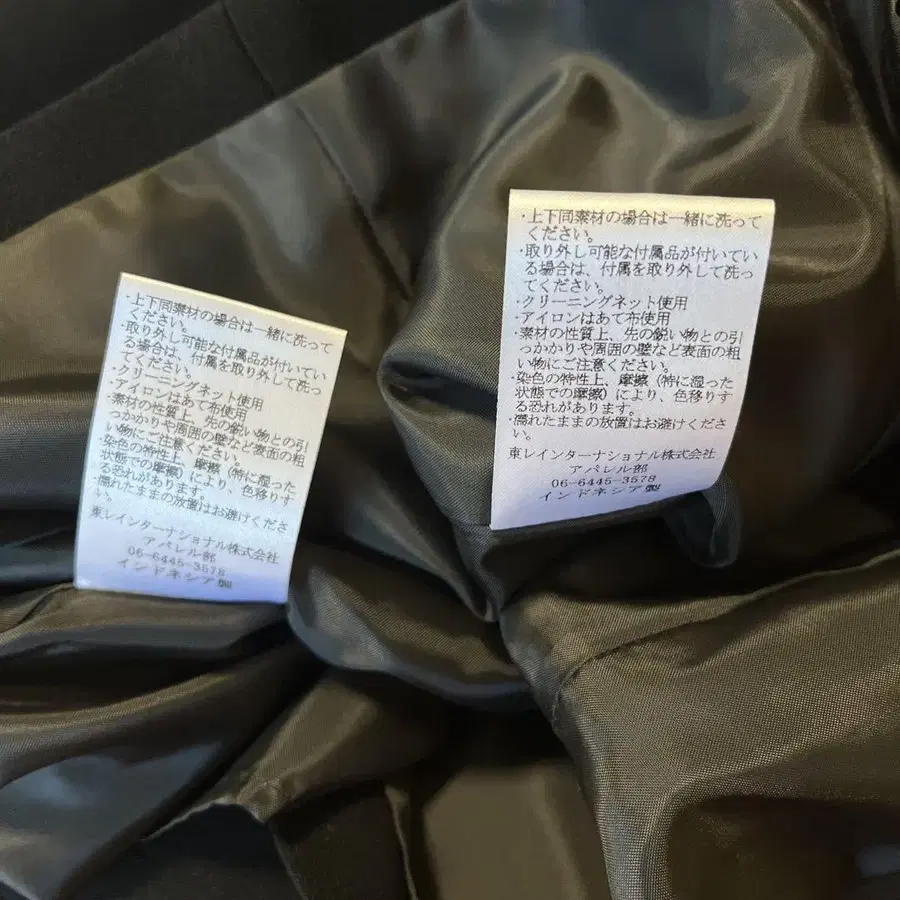 ・上下同素材の場合は一緒に洗って
ください。
・取り外し可能な付属品が付いてい
る場合は、付属を取り外して洗っ
てください。
・クリーニングネット使用
・アイロンはあて布使用
・素材の性質上、先の鋭い物との引
っかかりや周囲の壁など表面の粗
い物にご注意ください。
・染色の特性上、摩擦（特に湿った
状態での摩擦）により、色移りす
る恐れがあります。
・濡れたままの放置はお避けくださ
東レインターナショナル株式会社
アパレル部
06-6445-3578
インドネシア製
・上下同素材の場合は一緒に洗って
ください。
・取り外し可能な付属品が付いてい
る場合は、付属を取り外して洗っ
てください。
・クリーニングネット使用
・アイロンはあて布使用
・素材の性質上、先の鋭い物との引
っかかりや周囲の壁など表面の粗
い物にご注意ください。
・染色の特性上、摩擦（特に湿った
状態での摩擦）により、色移りす
る恐れがあります。
・濡れたままの放置はお避けくださ
い。
東レインターナショナル株式会社
アパレル部
06-6445-3578
インドネシア製